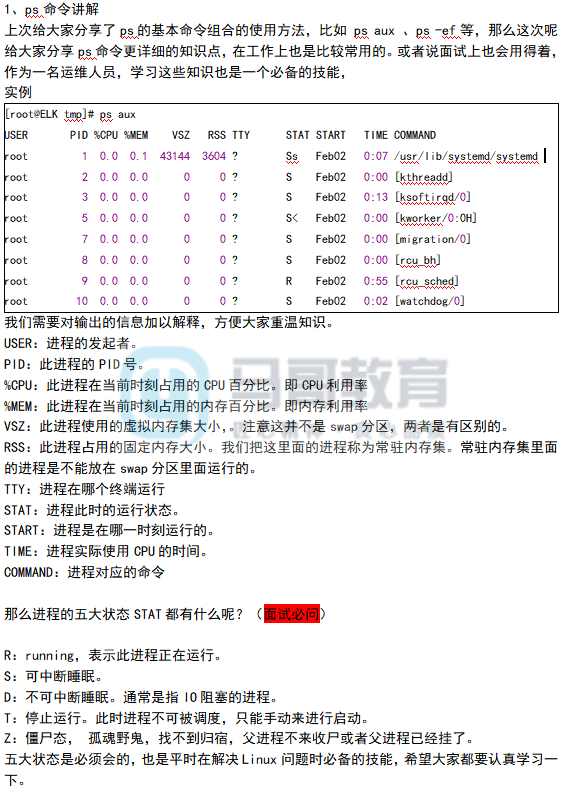 1、ps 命令讲解
上次给大家分享了 ps 的基本命令组合的使用方法，比如 ps aux 、ps -ef 等，那么这次呢
给大家分享 ps 命令更详细的知识点，在工作上也是比较常用的。或者说面试上也会用得着，
作为一名运维人员，学习这些知识也是一个必备的技能，
实例
[root@ELK tmp]# ps aux
USER PID %CPU %MEM VSZ RSS TTY STAT START TIME COMMAND
root 1 0.0 0.1 43144 3604 ? Ss Feb02 0:07 /usr/lib/systemd/systemd
root 2 0.0 0.0 0 0 ? S Feb02 0:00 [kthreadd]
root 3 0.0 0.0 0 0 ? S Feb02 0:13 [ksoftirqd/0]
root 5 0.0 0.0 0 0 ? S< Feb02 0:00 [kworker/0:0H]
root 7 0.0 0.0 0 0 ? S Feb02 0:00 [migration/0]
root 8 0.0 0.0 0 0 ? S Feb02 0:00 [rcu_bh]
root 9 0.0 0.0 0 0 ? R Feb02 0:55 [rcu_sched]
root 10 0.0 0.0 0 0 ? S Feb02 0:02 [watchdog/0]
我们需要对输出的信息加以解释，方便大家重温知识。
USER：进程的发起者。
PID：此进程的 PID 号。
%CPU：此进程在当前时刻占用的 CPU 百分比。即 CPU 利用率
%MEM：此进程在当前时刻占用的内存百分比。即内存利用率
VSZ：此进程使用的虚拟内存集大小，。注意这并不是 swap 分区，两者是有区别的。
RSS：此进程占用的固定内存大小。我们把这里面的进程称为常驻内存集。常驻内存集里面
的进程是不能放在 swap 分区里面运行的。
TTY：进程在哪个终端运行
STAT：进程此时的运行状态。
START：进程是在哪一时刻运行的。
TIME：进程实际使用 CPU 的时间。
COMMAND：进程对应的命令
马哥教育
那么进程的五大状态 STAT 都有什么呢？（面试必问）
R：running，表示此进程正在运行。
S：可中断睡眠。
D：不可中断睡眠。通常是指 IO 阻塞的进程。
T：停止运行。此时进程不可被调度，只能手动来进行启动。
Z：僵尸态， 孤魂野鬼，找不到归宿，父进程不来收尸或者父进程已经挂了。
五大状态是必须会的，也是平时在解决 Linux 问题时必备的技能，希望大家都要认真学习一
下。